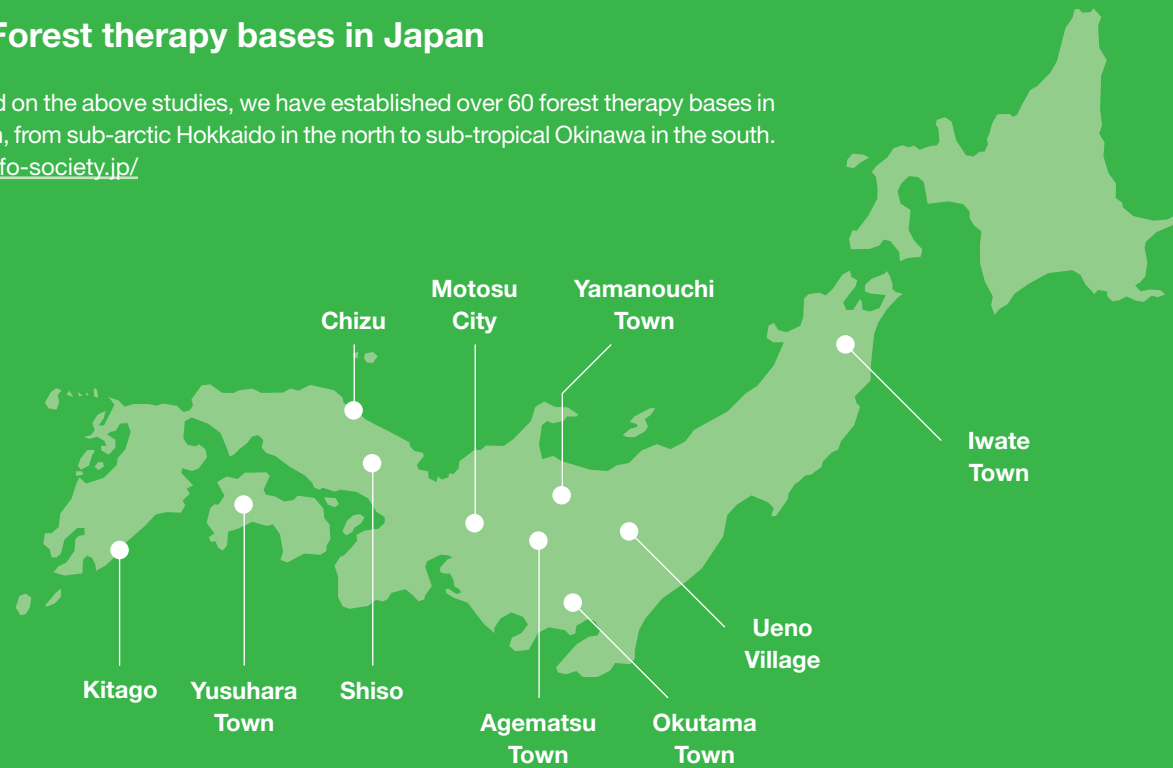 Forest therapy bases in Japan
d on the above studies, we have established over 60 forest therapy bases in
, from sub-arctic Hokkaido in the north to sub-tropical Okinawa in the south.
fo-society.jp/
Motosu
City
Yamanouchi
Town
Chizu
Iwate
Town
Ueno
Village
Kitago
Yusuhara
Town
Shiso
Agematsu
Town
Okutama
Town